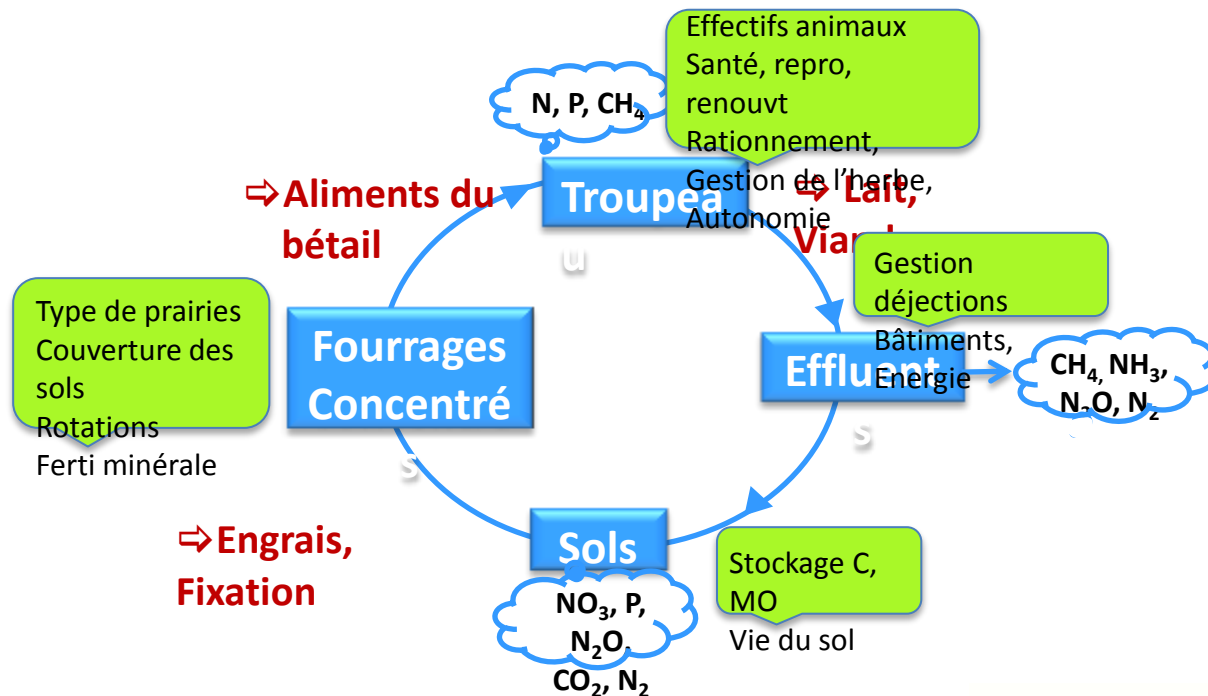 Effectifs animaux
Santé, repro,
renouvt
Rationnement,
Gestion de l'herbe,
Autonomie
N, P, CH₄
Troupea
u
⇨Aliments du
bétail
⇨ Lait,
Gestion
déjections
Bâtiments,
Energie
Effluent
s
CH₄, NH₃,
N₂O, N₂
Type de prairies
Couverture des
sols
Rotations
Ferti minérale
Fourrages
Concentré
s
⇨Engrais,
Fixation
Sols
NO₃, P,
N₂O,
CO₂, N₂
Stockage C,
MO
Vie du sol